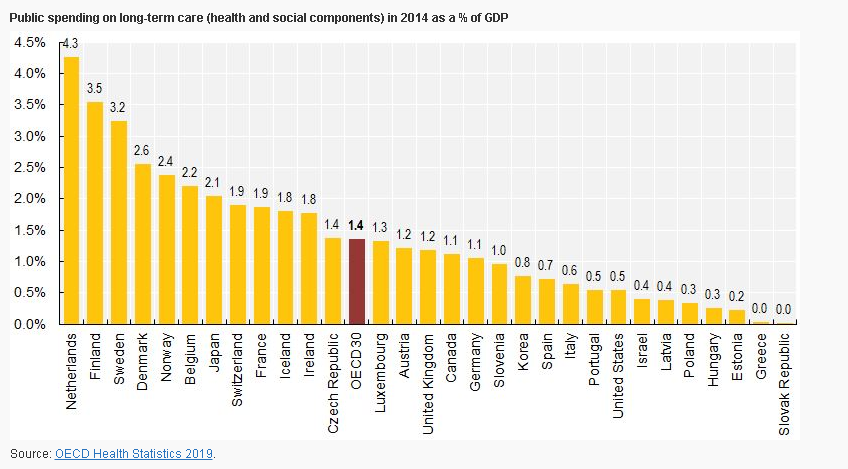 Public spending on long-term care (health and social components) in 2014 as a % of GDP
4.5%
4.0%
3.5%
3.0%
2.5%
2.0%
1.5%
1.0%
0.5%
0.0%
4.3
3.5
3.2
2.6
2.4
2.2
2.1
1.9
1.9
1.8
1.8
1.4
1.4
1.3
1.2
1.2
1.1
1.1
1.0
0.8
0.7
0.6
0.5
0.5
0.4
0.4
0.3
0.3
0.2
0.0
0.0
Netherlands
Finland
Sweden
Denmark
Norway
Belgium
Japan
Switzerland
France
Iceland
Ireland
Czech Republic
OECD30
Luxembourg
Austria
United Kingdom
Canada
Germany
Slovenia
Korea
Spain
Italy
Portugal
United States
Israel
Latvia
Poland
Hungary
Estonia
Greece
Slovak Republic
Source: OECD Health Statistics 2019.